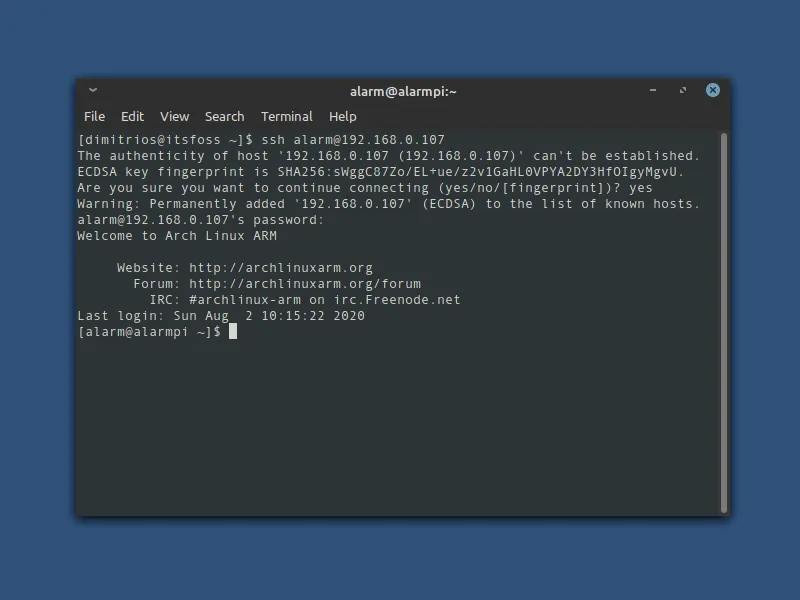 alarm@alarmpi:~
File Edit View Search Terminal Help
[dimitrios@itsfoss ~]$ ssh alarm@192.168.0.107
The authenticity of host '192.168.0.107 (192.168.0.107)' can't be established.
ECDSA key fingerprint is SHA256:sWggC87Zo/EL+ue/z2v1GaHL0VPYA2DY3HfOIgyMgvU.
Are you sure you want to continue connecting (yes/no/[fingerprint])? yes
Warning: Permanently added '192.168.0.107' (ECDSA) to the list of known hosts.
alarm@192.168.0.107's password:
Welcome to Arch Linux ARM
Website: http://archlinuxarm.org
Forum: http://archlinuxarm.org/forum
IRC: #archlinux-arm on irc.Freenode.net
Last login: Sun Aug  2 10:15:22 2020
[alarm@alarmpi ~]$